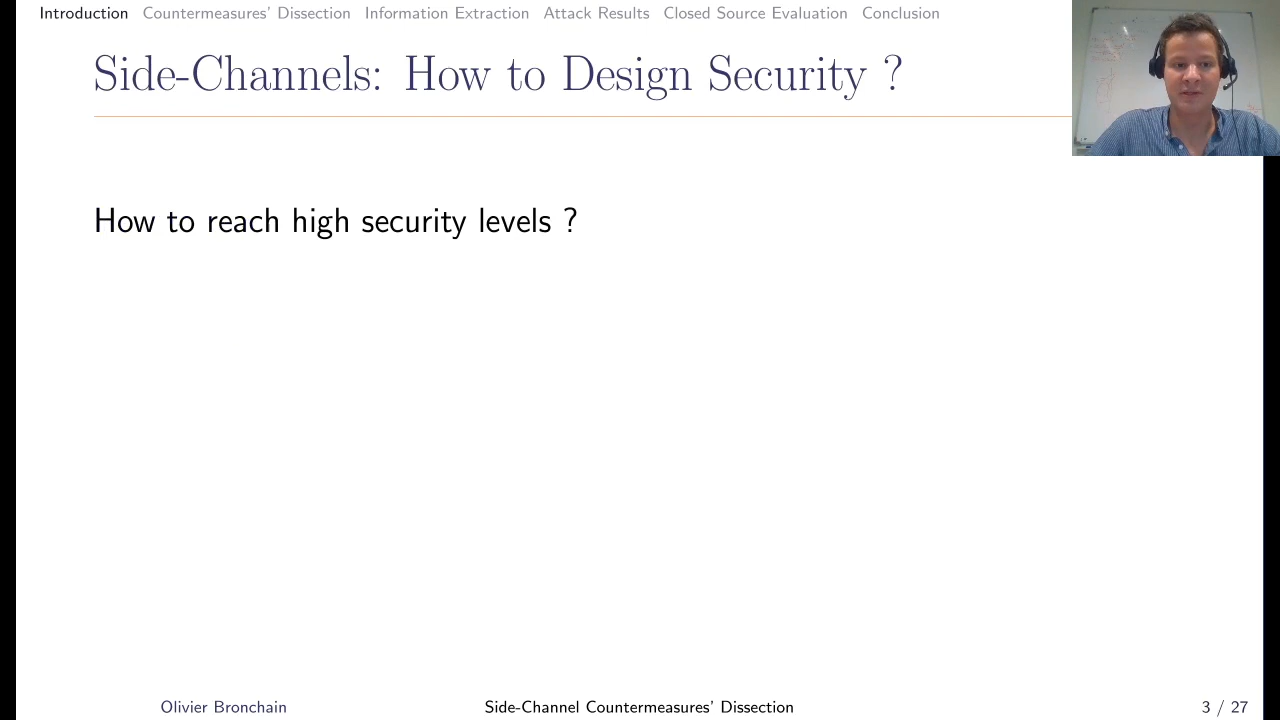 Introduction Countermeasures' Dissection Information Extraction Attack Results Closed Source Evaluation Conclusion
Side-Channels: How to Design Security ?
How to reach high security levels ?
Olivier Bronchain Side-Channel Countermeasures' Dissection 3 / 27